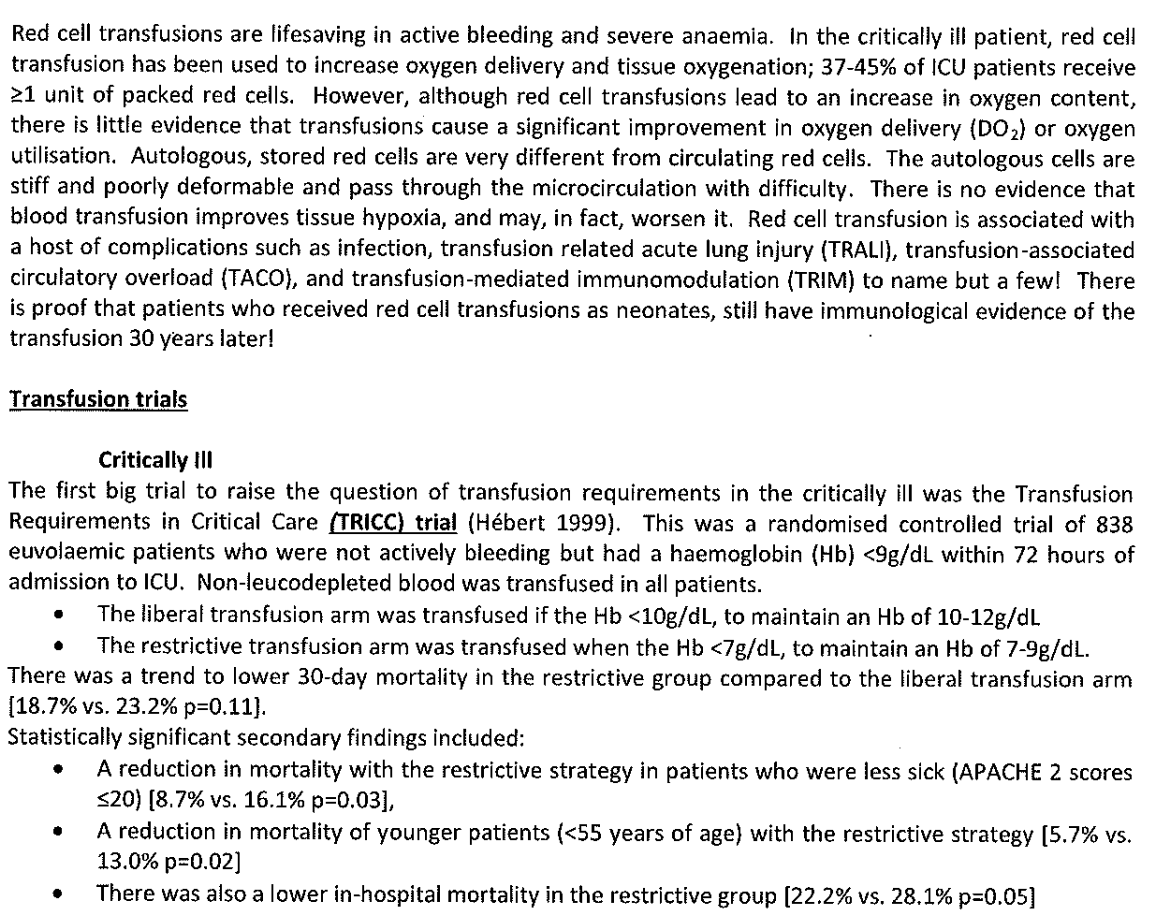 Red cell transfusions are lifesaving in active bleeding and severe anaemia. In the critically ill patient, red cell
transfusion has been used to increase oxygen delivery and tissue oxygenation; 37-45% of ICU patients receive
≥1 unit of packed red cells. However, although red cell transfusions lead to an increase in oxygen content,
there is little evidence that transfusions cause a significant improvement in oxygen delivery (DO₂) or oxygen
utilisation. Autologous, stored red cells are very different from circulating red cells. The autologous cells are
stiff and poorly deformable and pass through the microcirculation with difficulty. There is no evidence that
blood transfusion improves tissue hypoxia, and may, in fact, worsen it. Red cell transfusion is associated with
a host of complications such as infection, transfusion related acute lung injury (TRALI), transfusion-associated
circulatory overload (TACO), and transfusion-mediated immunomodulation (TRIM) to name but a few! There
is proof that patients who received red cell transfusions as neonates, still have immunological evidence of the
transfusion 30 years later!
Transfusion trials
Critically Ill
The first big trial to raise the question of transfusion requirements in the critically ill was the Transfusion
Requirements in Critical Care (TRICC) trial (Hébert 1999). This was a randomised controlled trial of 838
euvolaemic patients who were not actively bleeding but had a haemoglobin (Hb) <9g/dL within 72 hours of
admission to ICU. Non-leucodepleted blood was transfused in all patients.
• The liberal transfusion arm was transfused if the Hb <10g/dL, to maintain an Hb of 10-12g/dL
• The restrictive transfusion arm was transfused when the Hb <7g/dL, to maintain an Hb of 7-9g/dL.
There was a trend to lower 30-day mortality in the restrictive group compared to the liberal transfusion arm
[18.7% vs. 23.2% p=0.11].
Statistically significant secondary findings included:
• A reduction in mortality with the restrictive strategy in patients who were less sick (APACHE 2 scores
≤20) [8.7% vs. 16.1% p=0.03],
• A reduction in mortality of younger patients (<55 years of age) with the restrictive strategy [5.7% vs.
13.0% p=0.02]
• There was also a lower in-hospital mortality in the restrictive group [22.2% vs. 28.1% p=0.05]